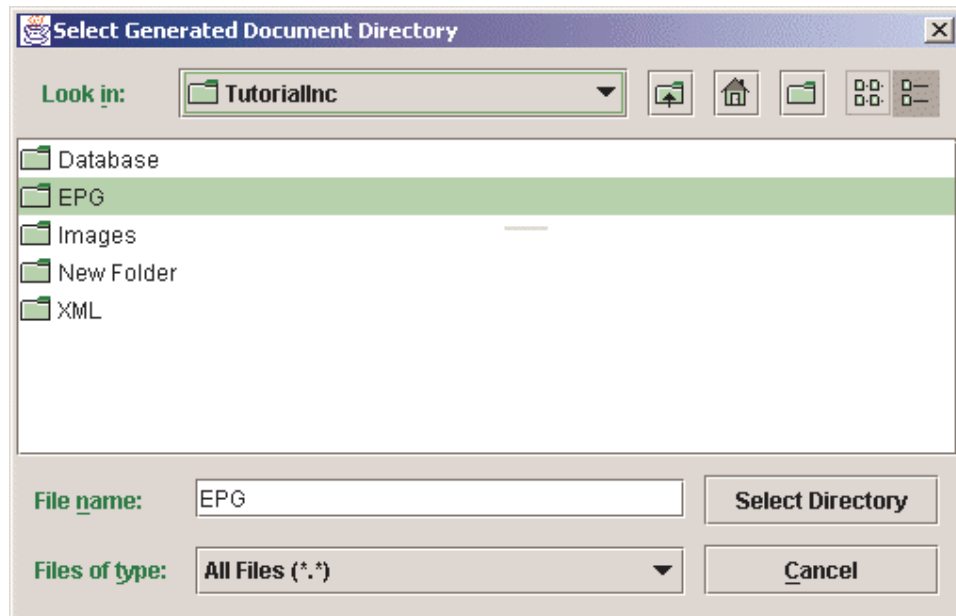 Select Generated Document Directory
Look in: TutorialInc
Database
EPG
Images
New Folder
XML
File name: EPG Select Directory
Files of type: All Files (*.*) Cancel